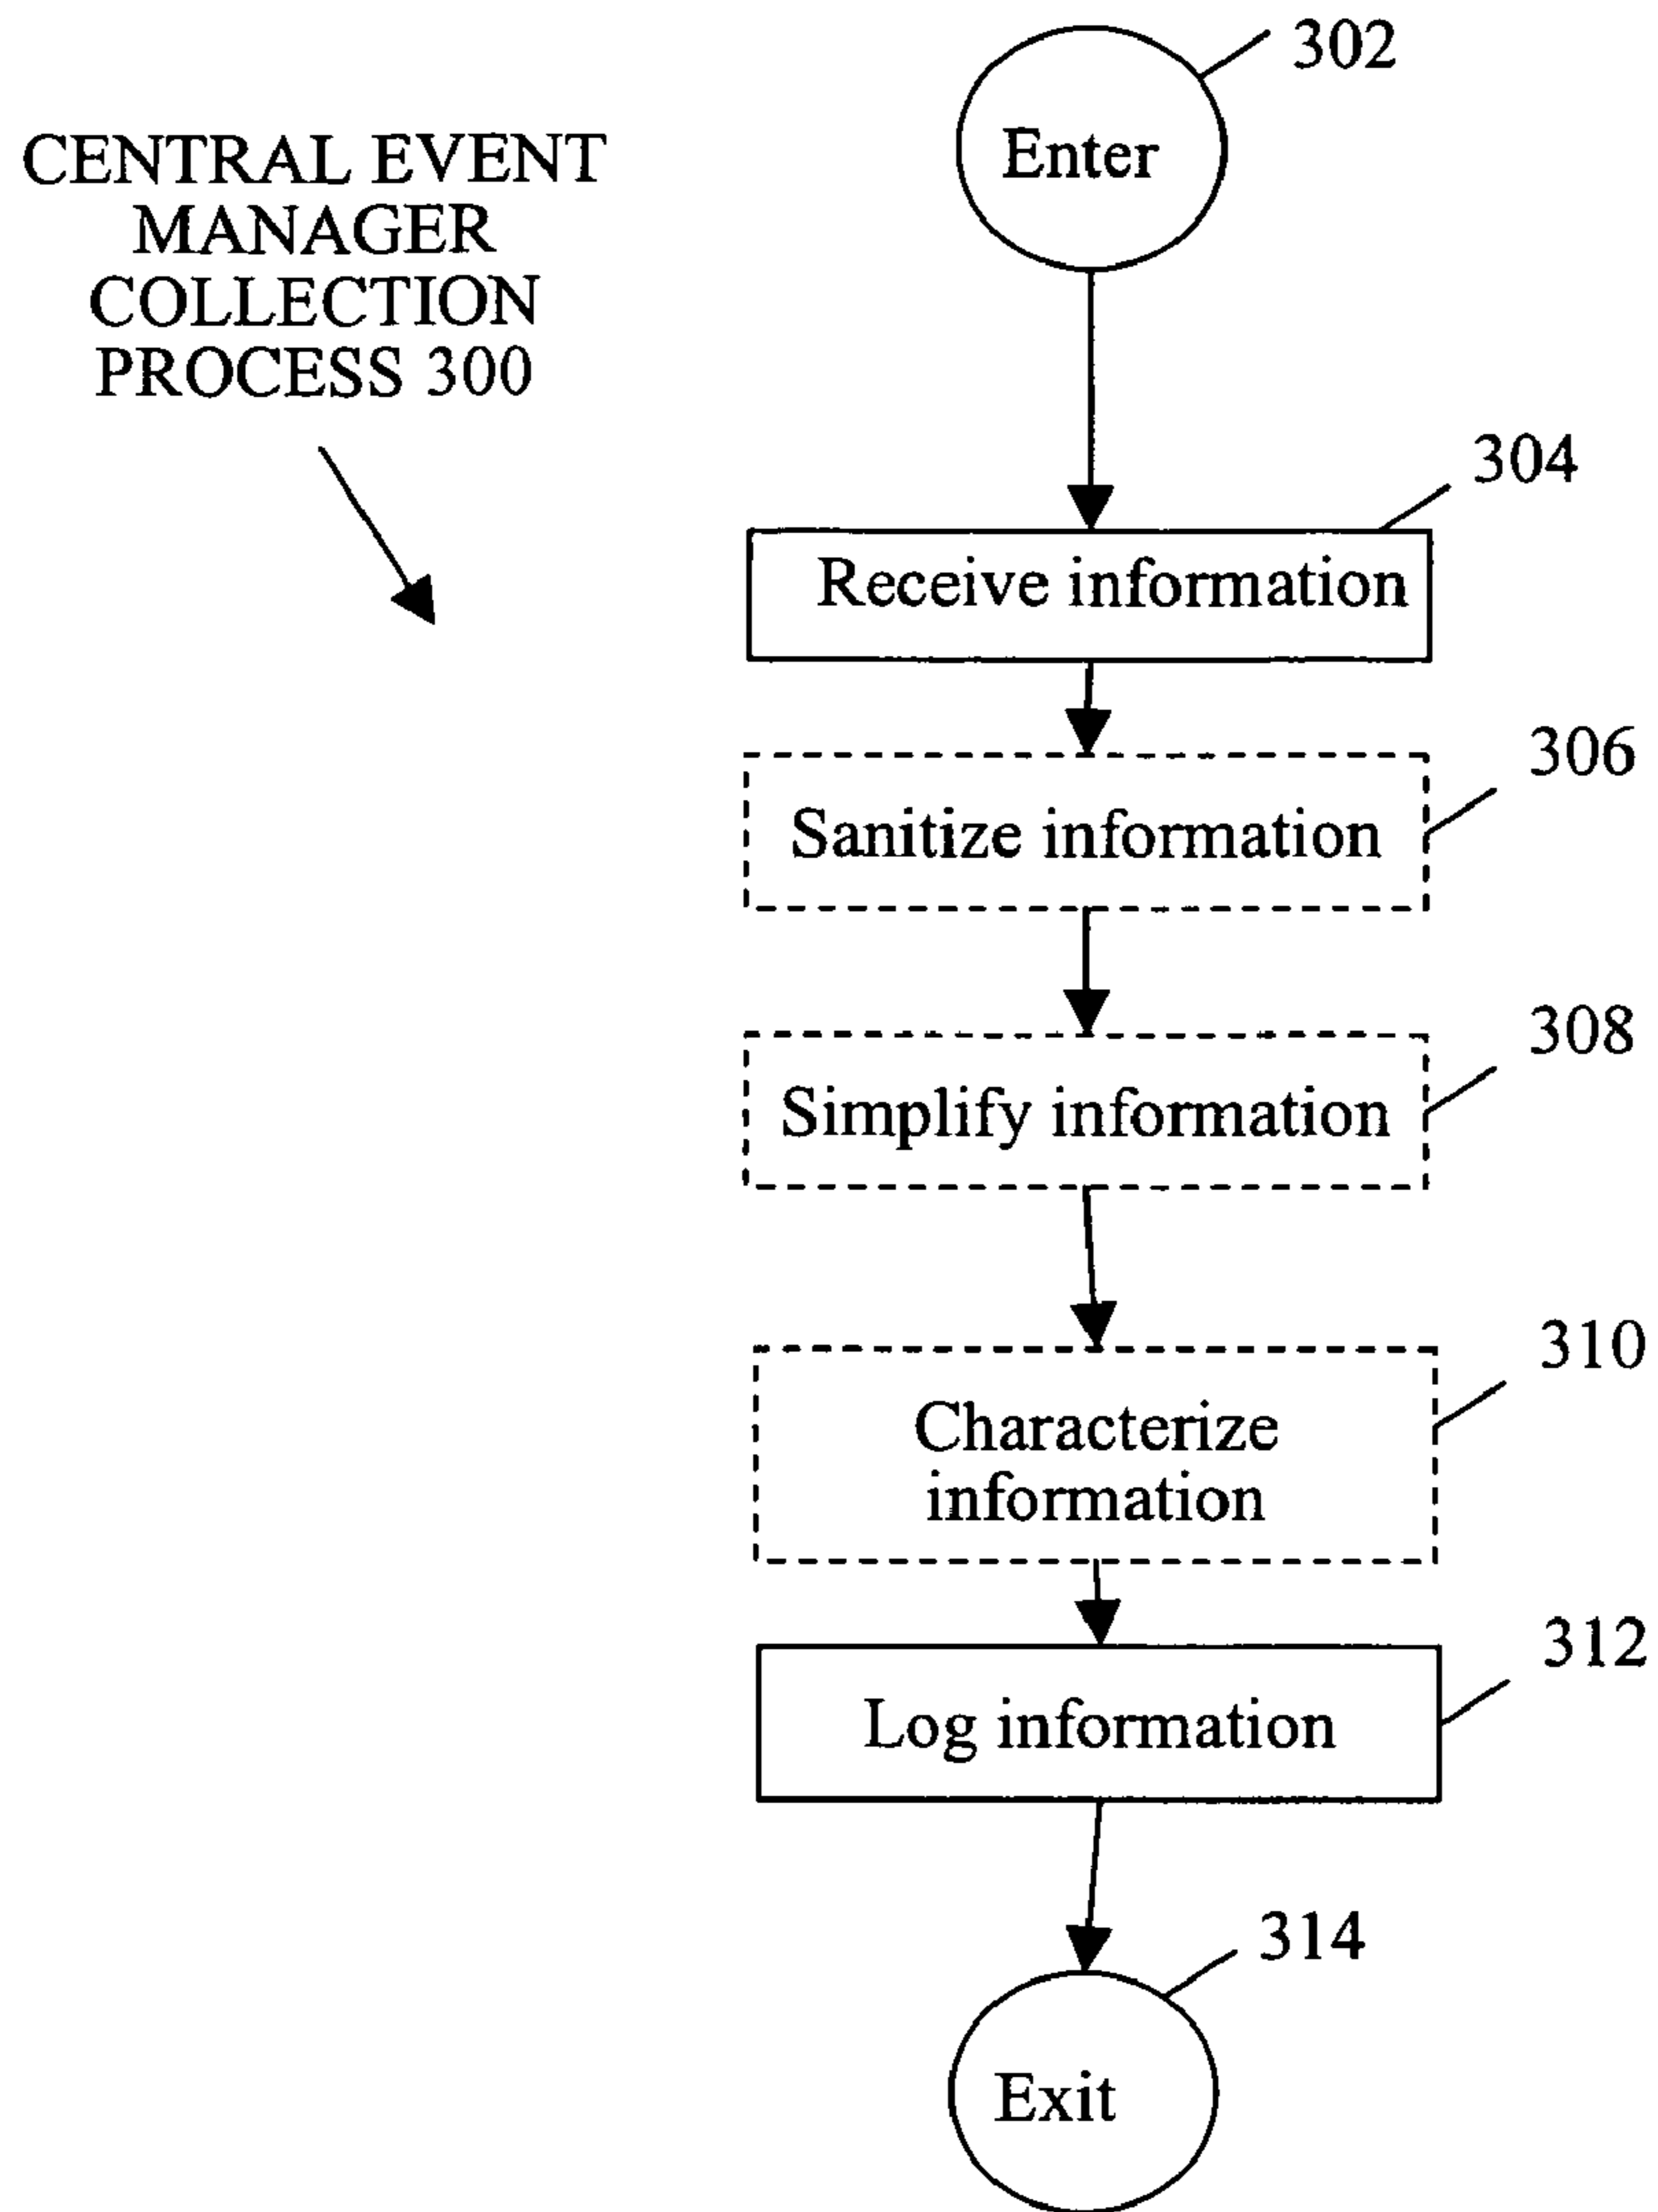 302
Enter
CENTRAL EVENT
MANAGER
COLLECTION
PROCESS 300
304
Receive information
306
Sanitize information
308
Simplify information
310
Characterize
information
312
Log information
314
Exit